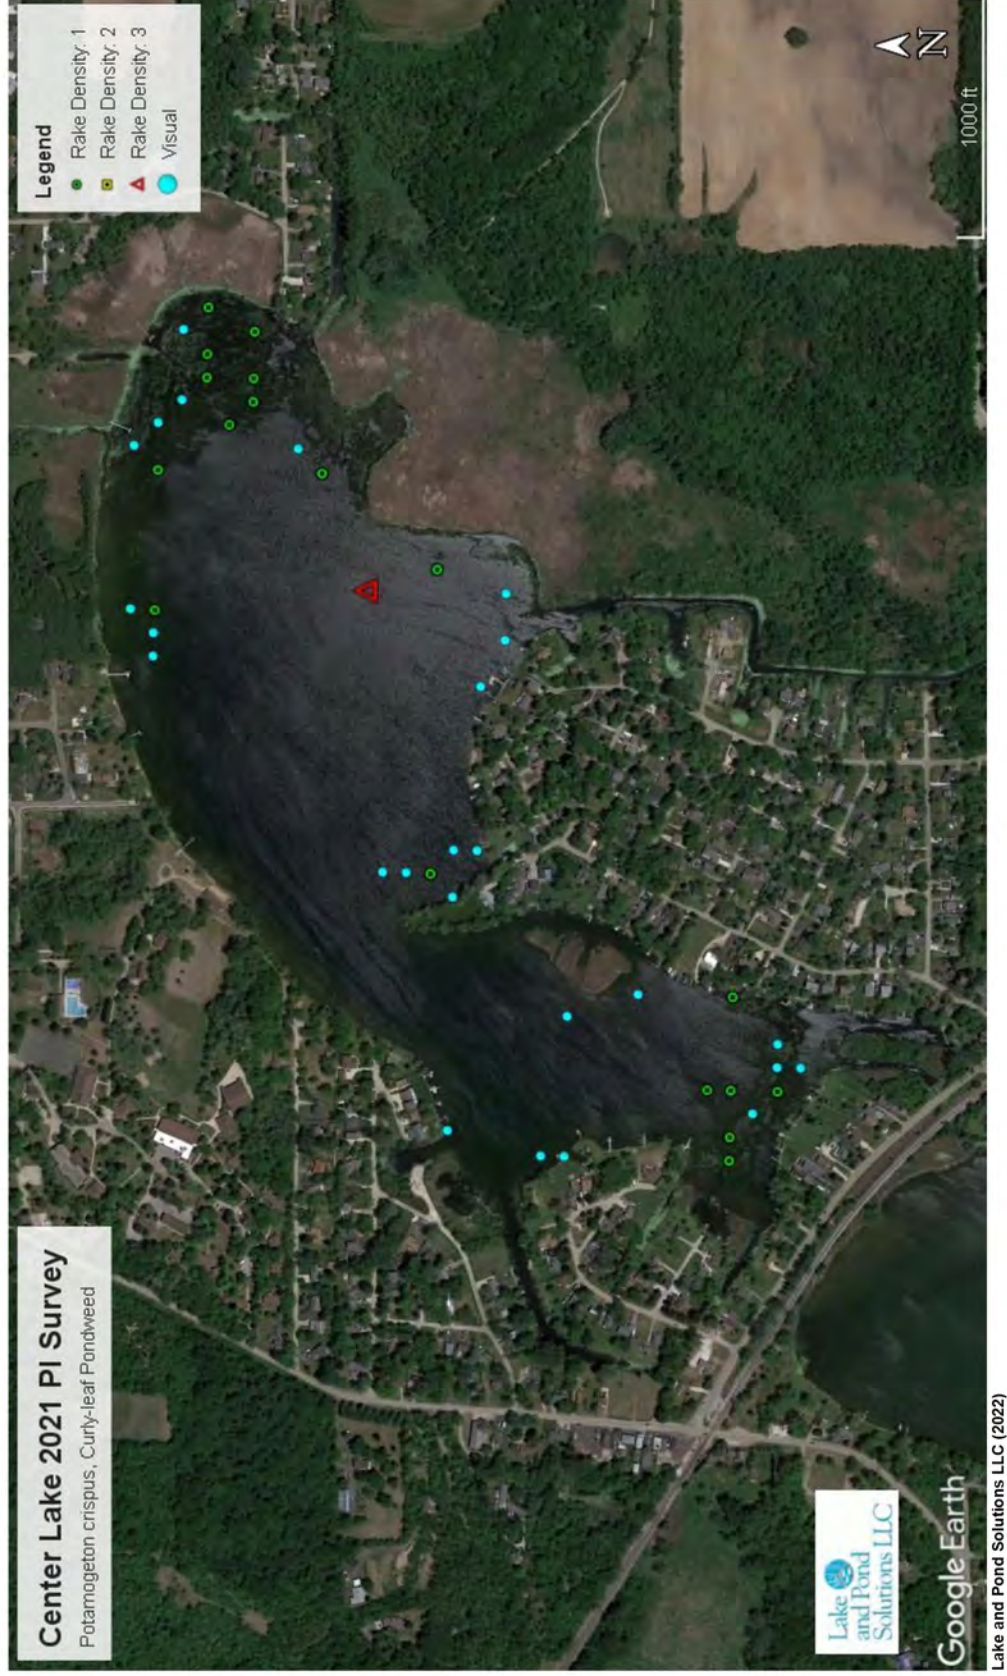 Center Lake 2021 PI Survey
Potamogeton crispus, Curly-leaf Pondweed
Legend
Rake Density: 1
Rake Density: 2
Rake Density: 3
Visual
Lake
and Pond
Solutions LLC
Google Earth
N
1000 ft
Lake and Pond Solutions LLC (2022)